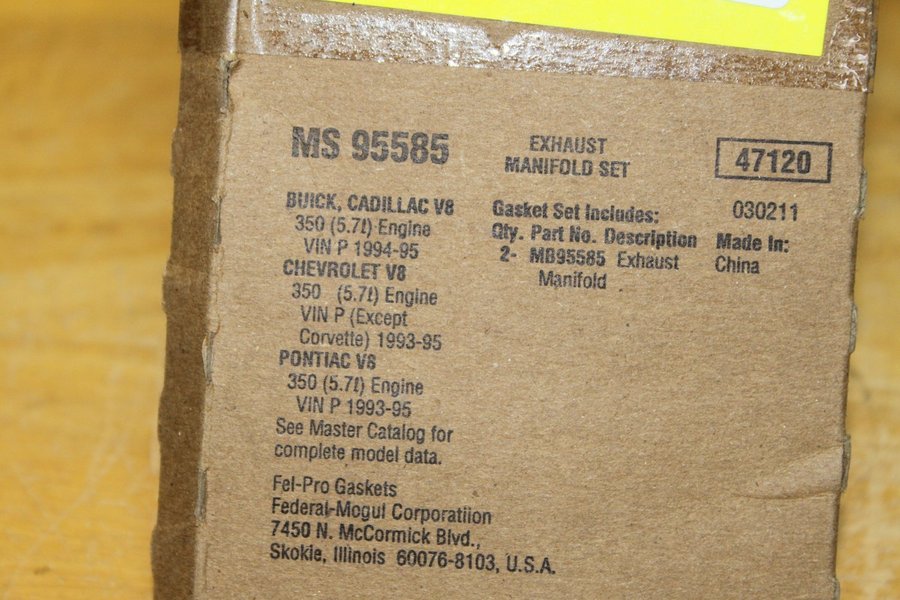 MS 95585
BUICK, CADILLAC V8
350 (5.7ℓ) Engine
VIN P 1994-95
CHEVROLET V8
350 (5.7ℓ) Engine
VIN P (Except
Corvette) 1993-95
PONTIAC V8
350 (5.7ℓ) Engine
VIN P 1993-95
See Master Catalog for
complete model data.
Fel-Pro Gaskets
Federal-Mogul Corporatiion
7450 N. McCormick Blvd.,
Skokie, Illinois 60076-8103, U.S.A.
EXHAUST
MANIFOLD SET
Gasket Set Includes:
Qty. Part No. Description
2- MB95585 Exhaust
Manifold
47120
030211
Made In:
China